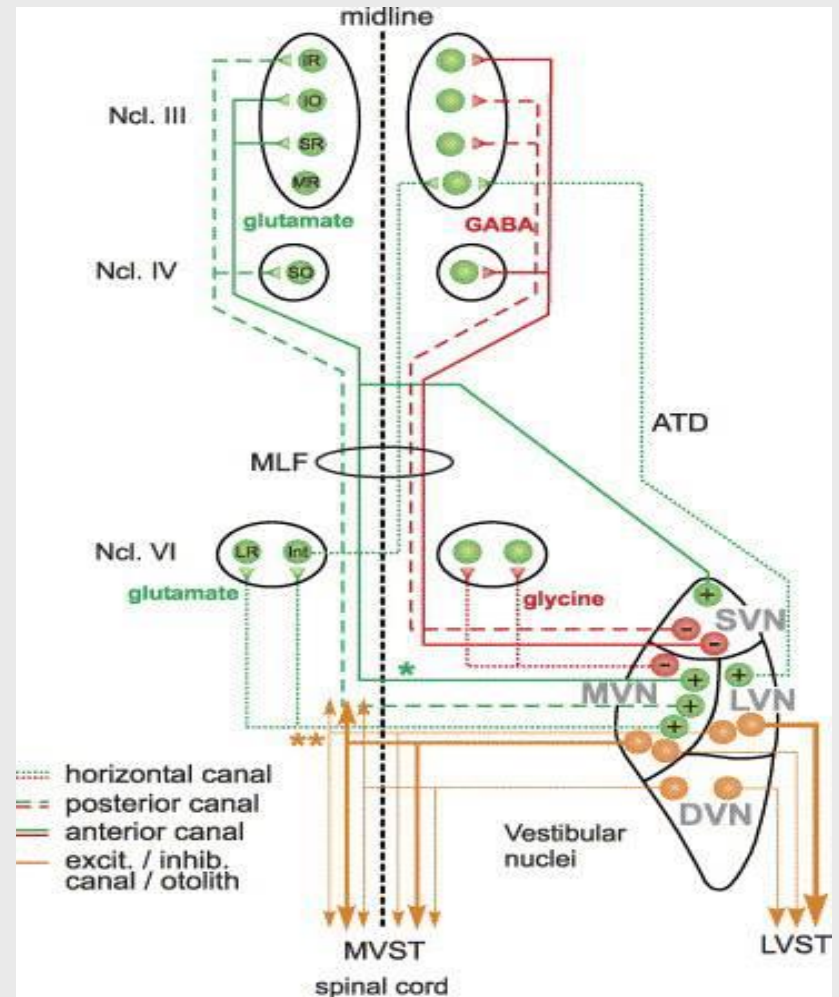 midline
IR
Ncl. III
IO
SR
MR
glutamate
GABA
Ncl. IV
SO
ATD
MLF
Ncl. VI
LR
Int
glutamate
glycine
+
SVN
-
-
*
-
MVN
+
+
LVN
+
+
**
horizontal canal
posterior canal
anterior canal
excit. / inhib.
canal / otolith
DVN
Vestibular
nuclei
MVST
LVST
spinal cord